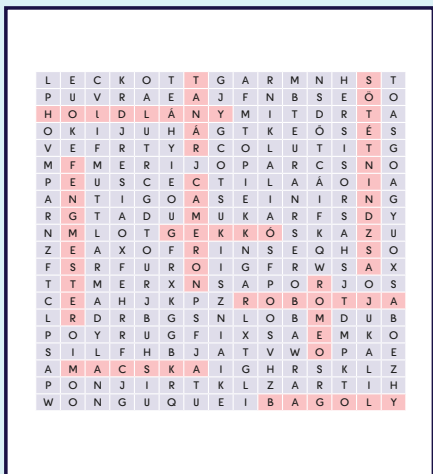 L E C K O T T G A R M N H S T
P U V R A E A J F N B S E Ö O
H O L D L Á N Y M I T D R T A
O K I J U H Á G T K E Ő S É S
V E F R T Y R C O L U T I T G
M F M E R I J O P A R C S N O
P E U S C E C T I L A Á O I A
A N T I G O A S E I N I R N G
R G T A D U M U K A R F S D Y
N M L O T G E K K Ó S K A Z U
Z E A X O F R I N S E Q H S O
F S R F U R O I G F R W S A X
T T M E R X N S A P O R J O S
C E A H J K P Z R O B O T J A
L R D R B G S N L O B M D U B
P O Y R U G F I X S A E M K O
S I L F H B J A T V W O P A E
A M A C S K A I G H R S K L Z
P O N J I R T K L Z A R T I H
W O N G U Q U E I B A G O L Y